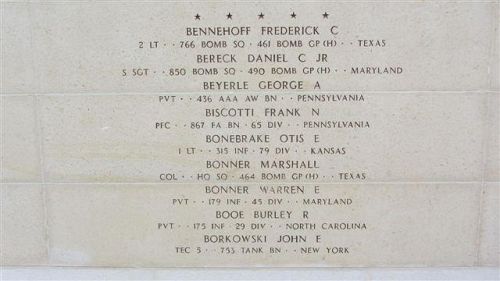 ★ ★ ★ ★ ★
BENNEHOFF FREDERICK C
2 LT · · 766 BOMB SQ · 461 BOMB GP (H) · · TEXAS
BERECK DANIEL C JR
S SGT · · 850 BOMB SQ · 490 BOMB GP (H) · · MARYLAND
BEYERLE GEORGE A
PVT · · 436 AAA AW BN · · PENNSYLVANIA
BISCOTTI FRANK N
PFC · · 867 FA BN · 65 DIV · · PENNSYLVANIA
BONEBRAKE OTIS E
1 LT · · 315 INF · 79 DIV · · KANSAS
BONNER MARSHALL
COL · · HQ SQ · 464 BOMB GP (H) · · TEXAS
BONNER WARREN E
PVT · · 179 INF · 45 DIV · · MARYLAND
BOOE BURLEY R
PVT · · 175 INF · 29 DIV · · NORTH CAROLINA
BORKOWSKI JOHN E
TEC 5 · · 753 TANK BN · · NEW YORK